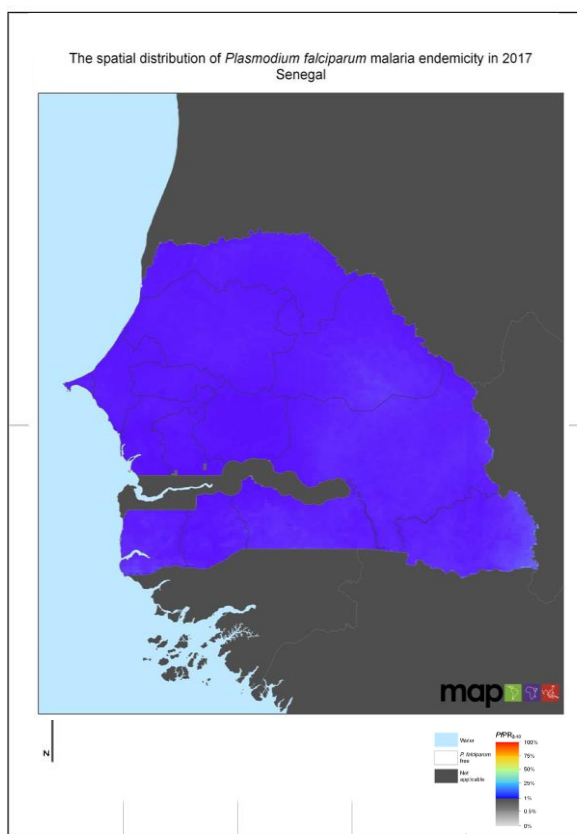 The spatial distribution of Plasmodium falciparum malaria endemicity in 2017
Senegal
map
N
Water
P. falciparum
free
Not
applicable
PfPR2-10
100%
75%
50%
25%
1%
0.5%
0%